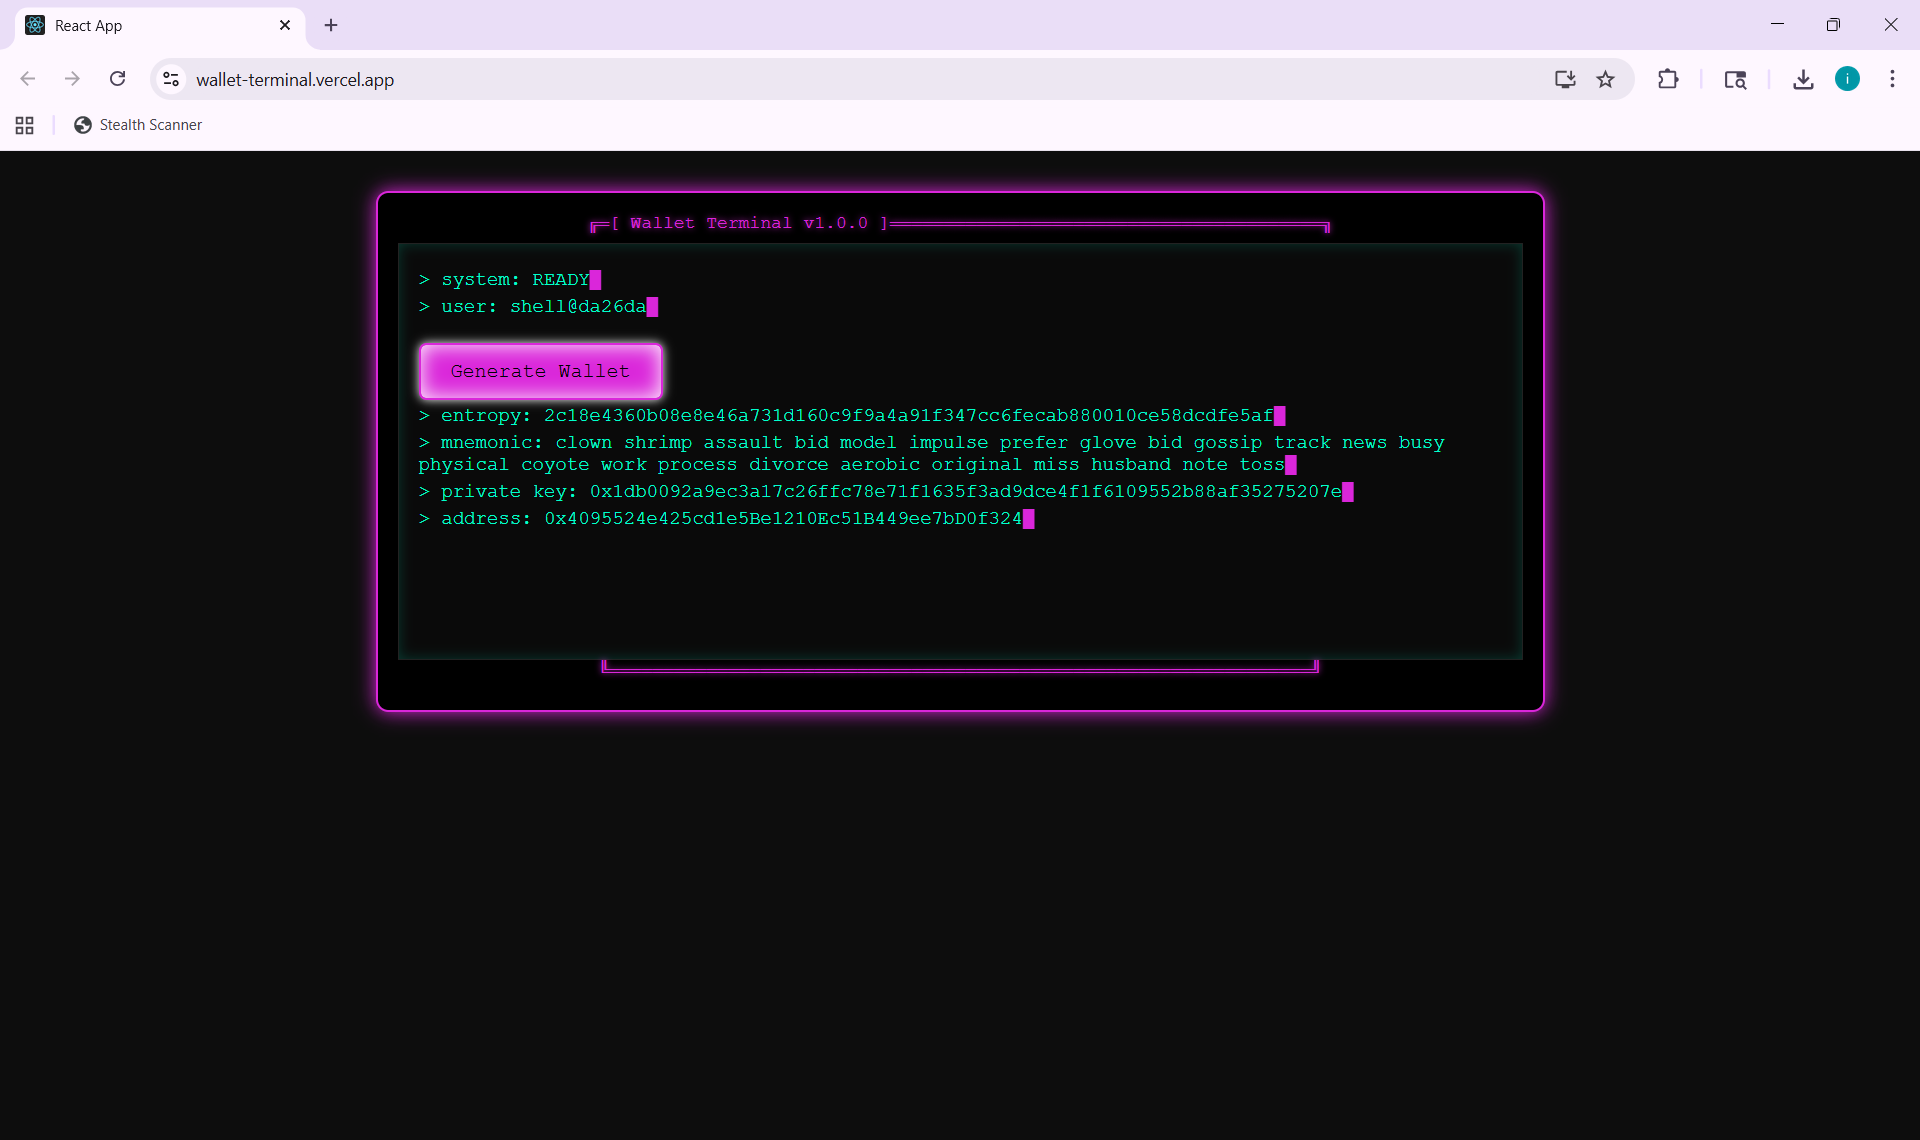 React App
wallet-terminal.vercel.app
i
Stealth Scanner
╔═[ Wallet Terminal v1.0.0 ]═══════════════════════════════════════╗
> system: READY
> user: shell@da26da
Generate Wallet
> entropy: 2c18e4360b08e8e46a731d160c9f9a4a91f347cc6fecab880010ce58dcdfe5af
> mnemonic: clown shrimp assault bid model impulse prefer glove bid gossip track news busy
physical coyote work process divorce aerobic original miss husband note toss
> private key: 0x1db0092a9ec3a17c26ffc78e71f1635f3ad9dce4f1f6109552b88af35275207e
> address: 0x4095524e425cd1e5Be1210Ec51B449ee7bD0f324